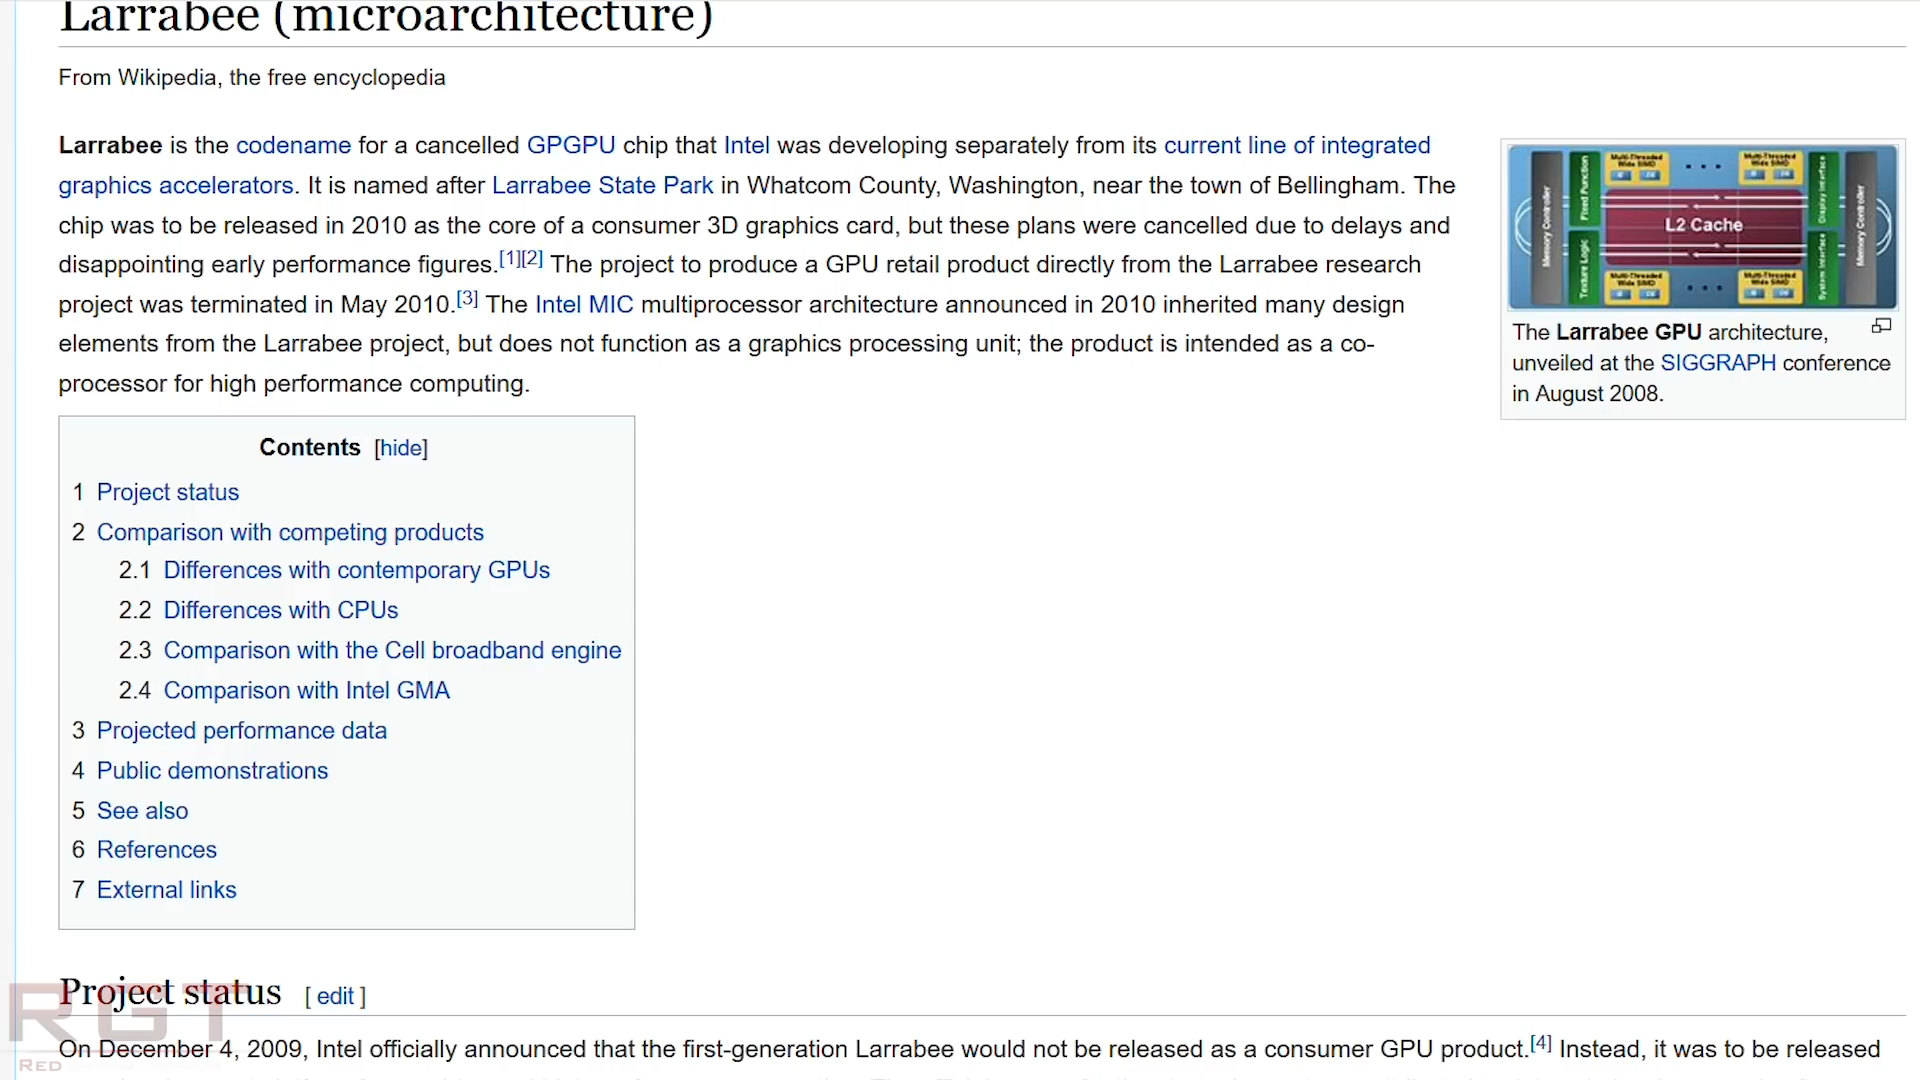 Larrabee (microarchitecture)
From Wikipedia, the free encyclopedia
Larrabee is the codename for a cancelled GPGPU chip that Intel was developing separately from its current line of integrated
graphics accelerators. It is named after Larrabee State Park in Whatcom County, Washington, near the town of Bellingham. The
chip was to be released in 2010 as the core of a consumer 3D graphics card, but these plans were cancelled due to delays and
disappointing early performance figures.[1][2] The project to produce a GPU retail product directly from the Larrabee research
project was terminated in May 2010.[3] The Intel MIC multiprocessor architecture announced in 2010 inherited many design
elements from the Larrabee project, but does not function as a graphics processing unit; the product is intended as a co-
processor for high performance computing.
Memory Controller
Fixed Function
Texture Logic
Multi-Threaded
Wide SIMD
Multi-Threaded
Wide SIMD
L2 Cache
Multi-Threaded
Wide SIMD
Multi-Threaded
Wide SIMD
Display Interface
System Interface
Memory Controller
The Larrabee GPU architecture,
unveiled at the SIGGRAPH conference
in August 2008.
Contents [hide]
1 Project status
2 Comparison with competing products
2.1 Differences with contemporary GPUs
2.2 Differences with CPUs
2.3 Comparison with the Cell broadband engine
2.4 Comparison with Intel GMA
3 Projected performance data
4 Public demonstrations
5 See also
6 References
7 External links
Project status [ edit ]
On December 4, 2009, Intel officially announced that the first-generation Larrabee would not be released as a consumer GPU product.[4] Instead, it was to be released
RGT
RED